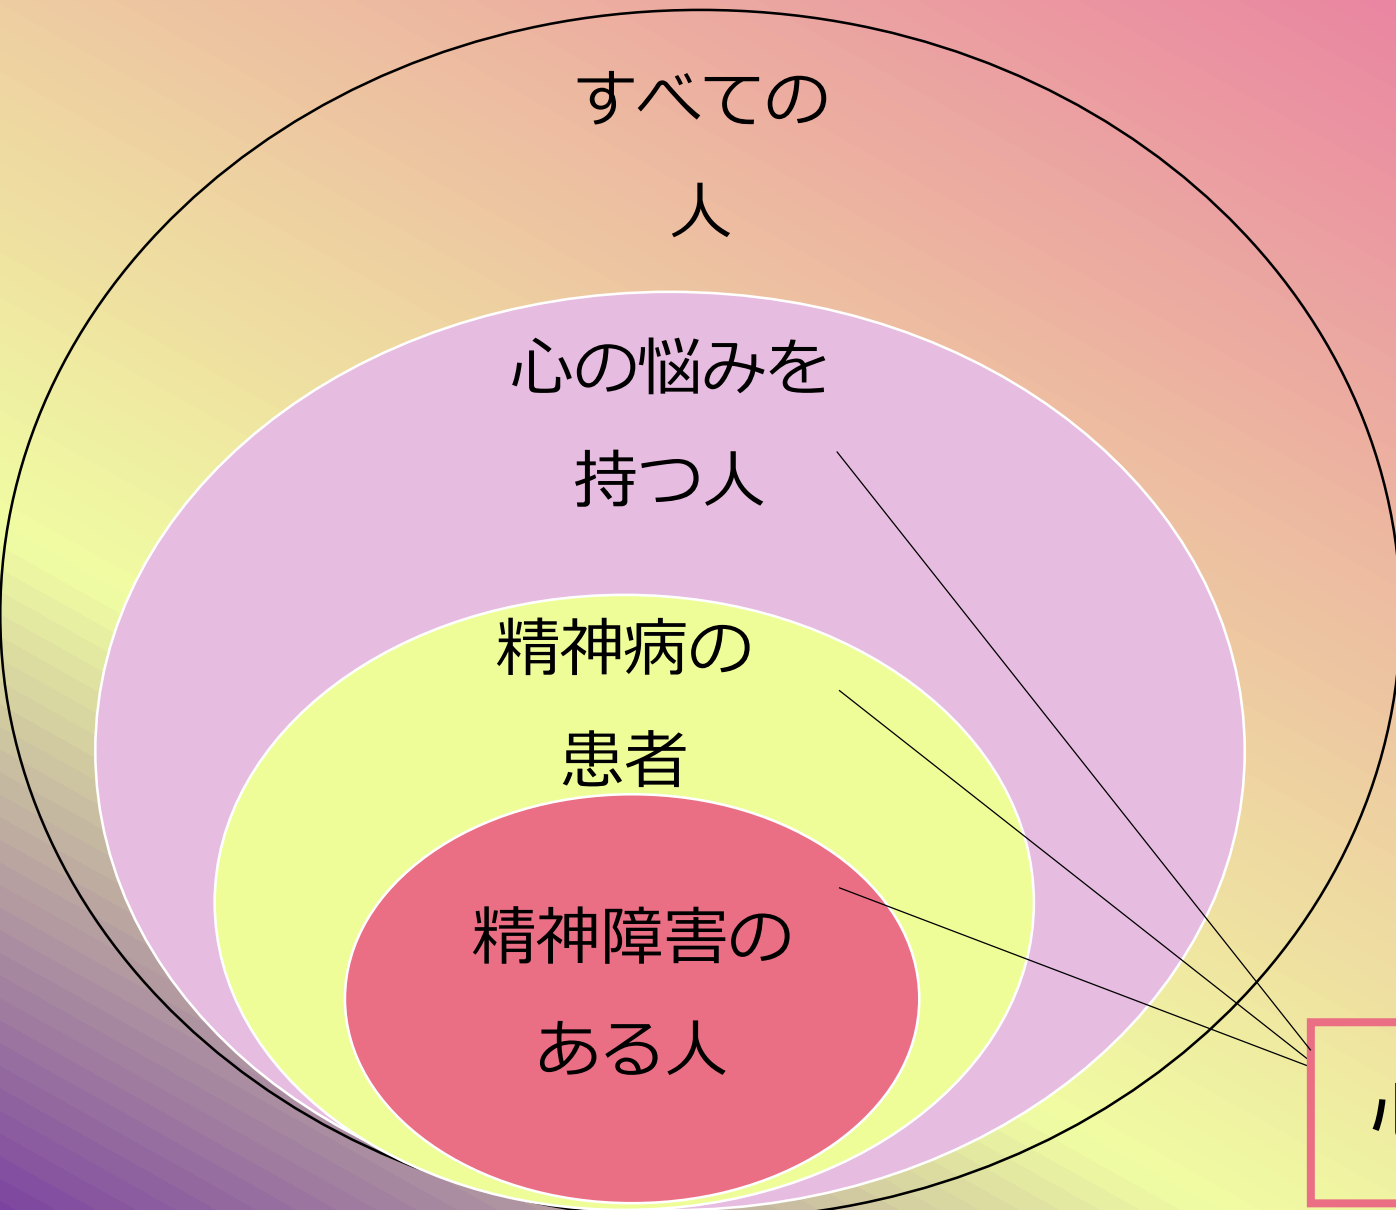 すべての
人
心の悩みを
持つ人
精神病の
患者
精神障害の
ある人